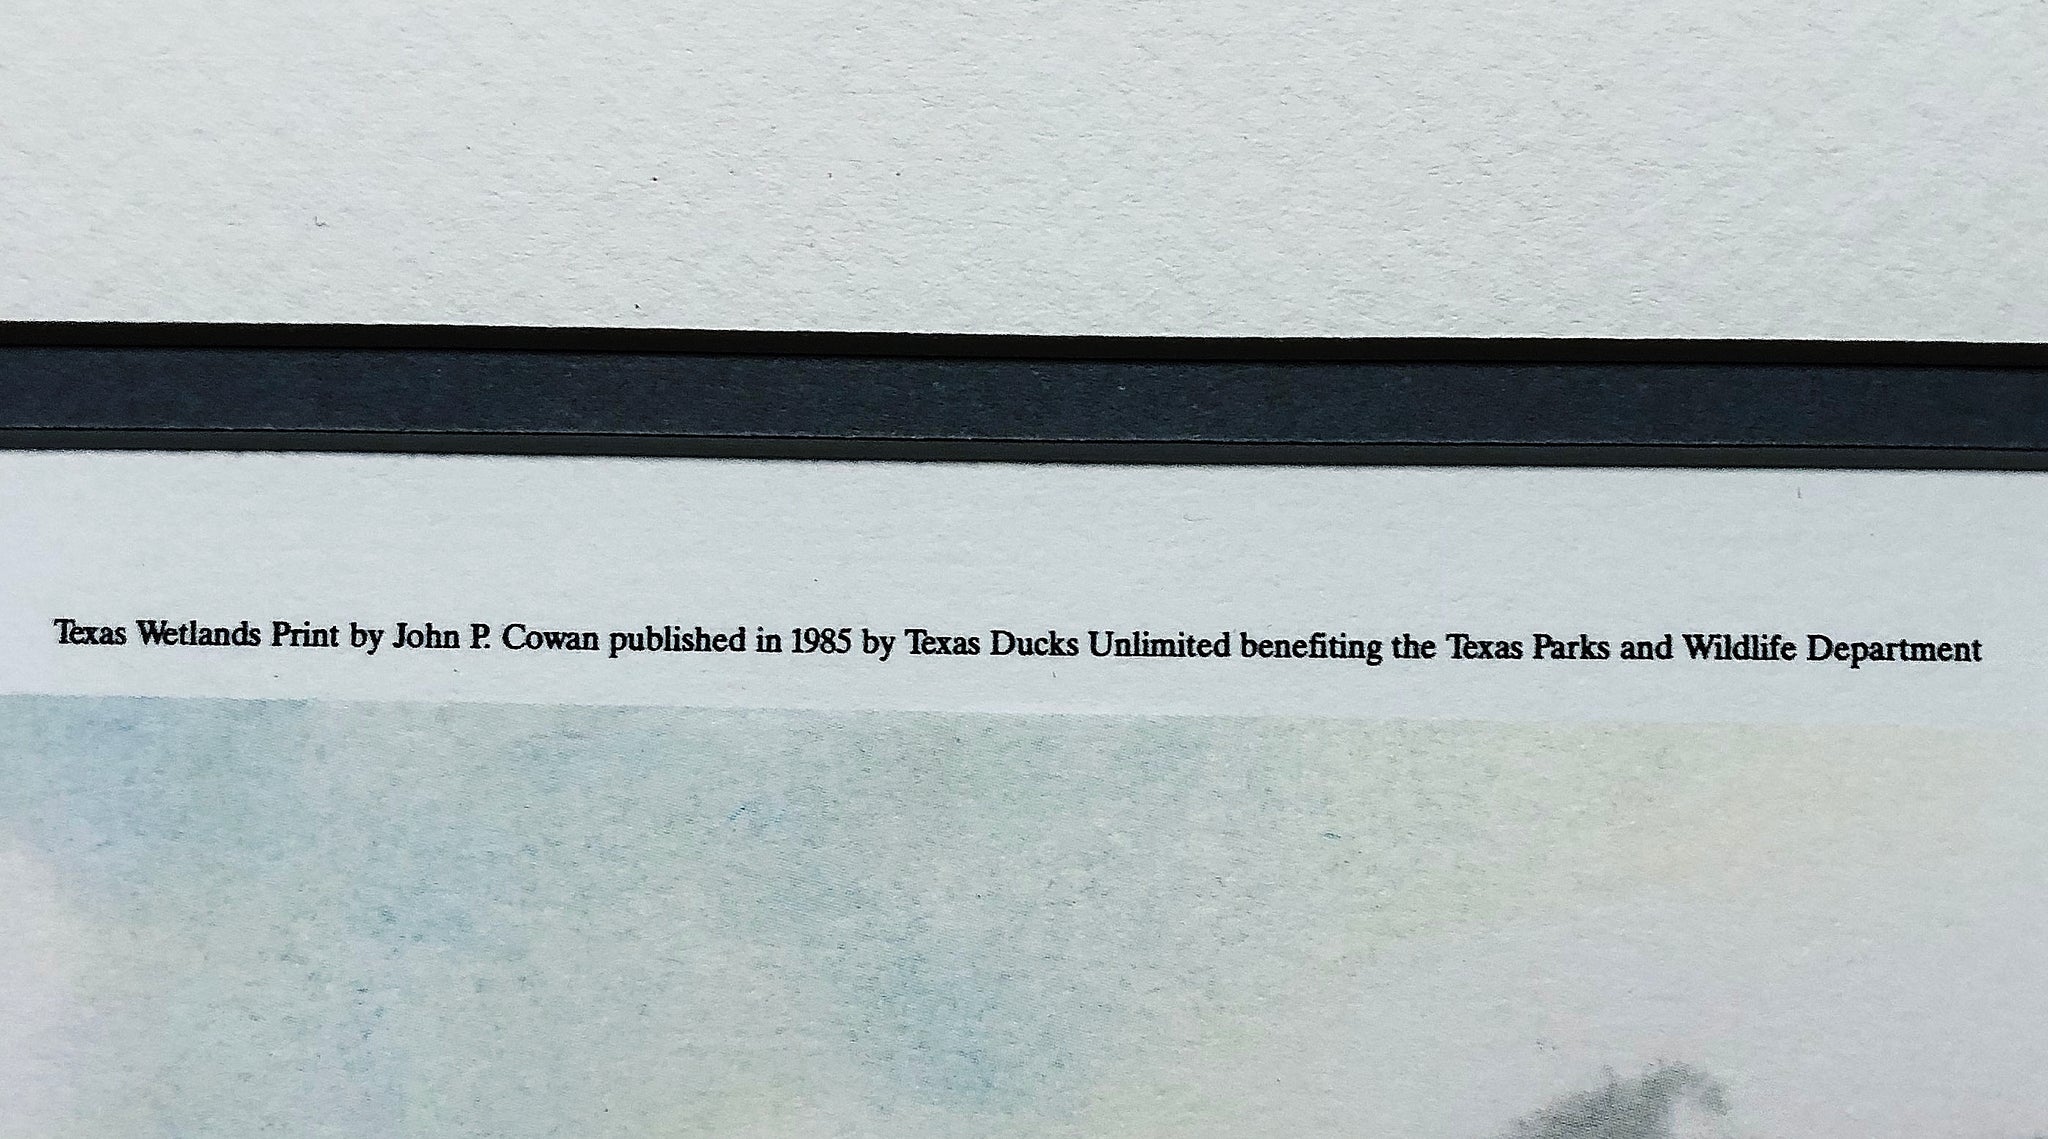 Texas Wetlands Print by John P. Cowan published in 1985 by Texas Ducks Unlimited benefiting the Texas Parks and Wildlife Department